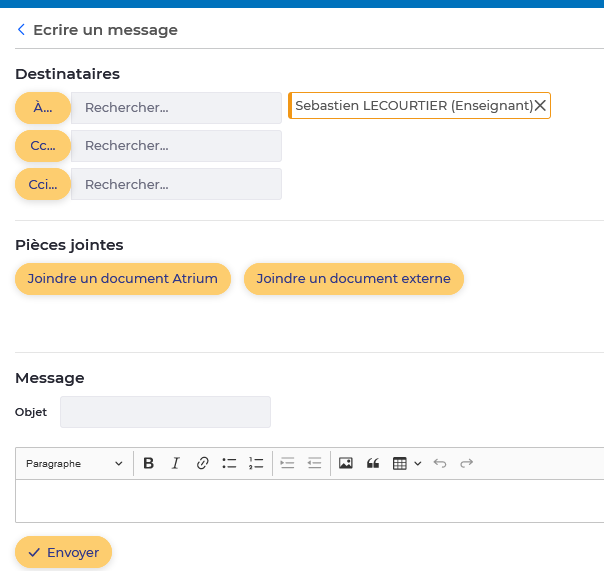 Ecrire un message
Destinataires
À...
Rechercher...
Sebastien LECOURTIER (Enseignant)
Cc...
Rechercher...
Cci...
Rechercher...
Pièces jointes
Joindre un document Atrium
Joindre un document externe
Message
Objet
Paragraphe
B I
Envoyer